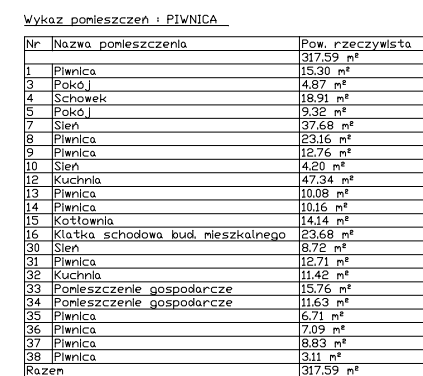 Wykaz pomieszczeń : PIWNICA
Nr Nazwa pomieszczenia Pow. rzeczywista
317.59 m²
1 Piwnica 15.30 m²
3 Pokój 4.87 m²
4 Schowek 18.91 m²
5 Pokój 9.32 m²
7 Sień 37.68 m²
8 Piwnica 23.16 m²
9 Piwnica 12.76 m²
10 Sień 4.20 m²
12 Kuchnia 47.34 m²
13 Piwnica 10.08 m²
14 Piwnica 10.16 m²
15 Kotłownia 14.14 m²
16 Klatka schodowa bud. mieszkalnego 23.68 m²
30 Sień 8.72 m²
31 Piwnica 12.71 m²
32 Kuchnia 11.42 m²
33 Pomieszczenie gospodarcze 15.76 m²
34 Pomieszczenie gospodarcze 11.63 m²
35 Piwnica 6.71 m²
36 Piwnica 7.09 m²
37 Piwnica 8.83 m²
38 Piwnica 3.11 m²
Razem 317.59 m²